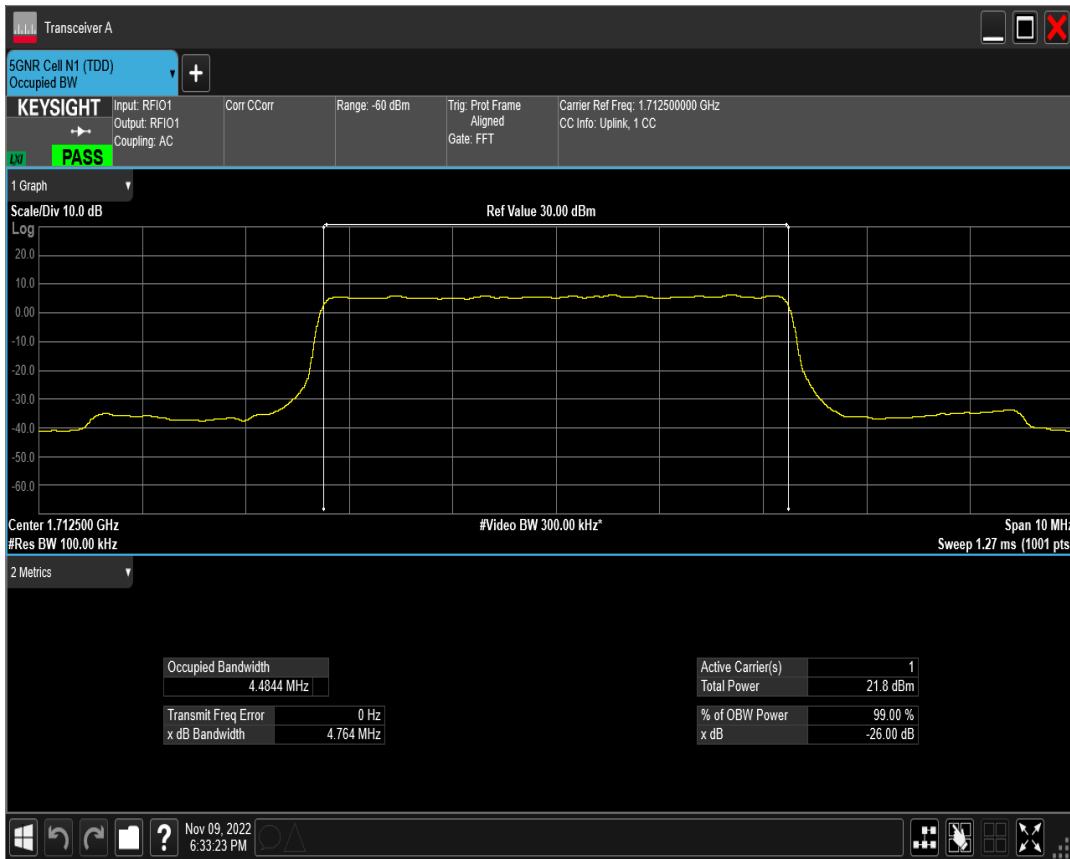 Transceiver A
5GNR Cell N1 (TDD)
Occupied BW
+
KEYSIGHT
LXI
PASS
Input: RFIO1
Output: RFIO1
Coupling: AC
Corr CCorr
Range: -60 dBm
Trig: Prot Frame
Aligned
Gate: FFT
Carrier Ref Freq: 1.712500000 GHz
CC Info: Uplink, 1 CC
1 Graph
Scale/Div 10.0 dB
Ref Value 30.00 dBm
Log
20.0
10.0
0.00
-10.0
-20.0
-30.0
-40.0
-50.0
-60.0
Center 1.712500 GHz
#Video BW 300.00 kHz*
Span 10 MHz
#Res BW 100.00 kHz
Sweep 1.27 ms (1001 pts
2 Metrics
Occupied Bandwidth
4.4844 MHz
Transmit Freq Error 0 Hz
x dB Bandwidth 4.764 MHz
Active Carrier(s) 1
Total Power 21.8 dBm
% of OBW Power 99.00 %
x dB -26.00 dB
?
Nov 09, 2022
6:33:23 PM